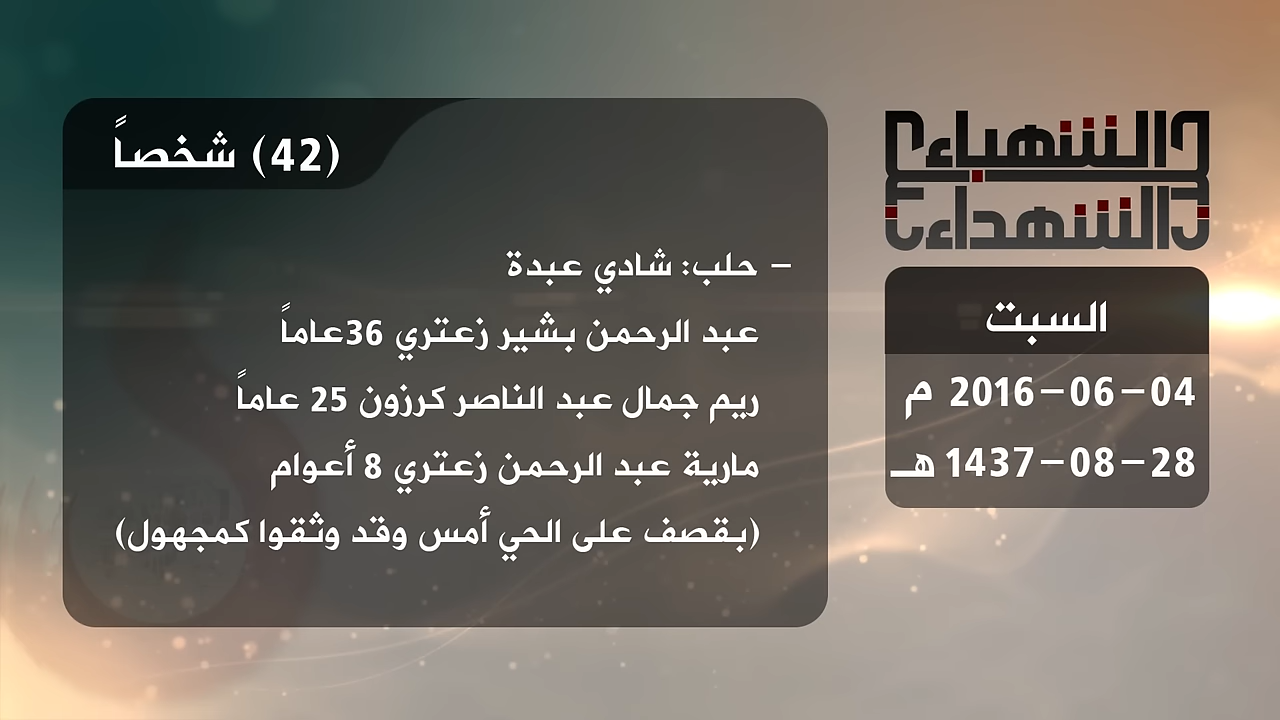 والشهباء
والشهداء
السبت
04-06-2016 م
28-08-1437 هـ
(42) شخصاً
- حلب: شادي عبدة
عبد الرحمن بشير زعتري 36عاماً
ريم جمال عبد الناصر كرزون 25 عاماً
مارية عبد الرحمن زعتري 8 أعوام
(بقصف على الحي أمس وقد وثقوا كمجهول)